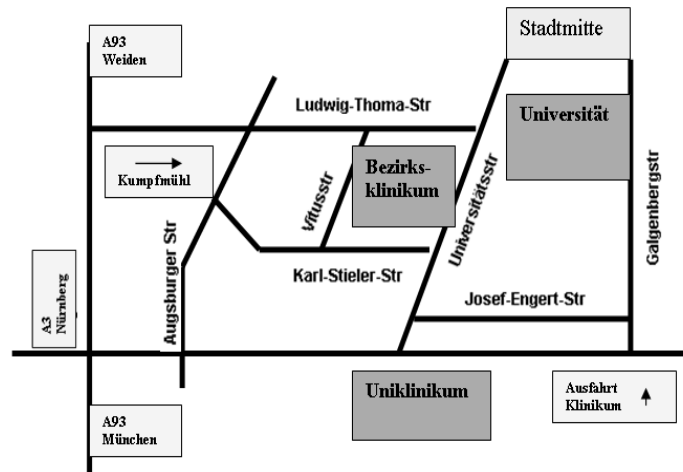 Stadtmitte
A93
Weiden
Ludwig-Thoma-Str
Universität
Kumpfmühl
Bezirks-
klinikum
Vitusstr
Universitätsstr
Galgenbergstr
Augsburger Str
Karl-Stieler-Str
A3
Nürnberg
Josef-Engert-Str
Uniklinikum
Ausfahrt
Klinikum
A93
München